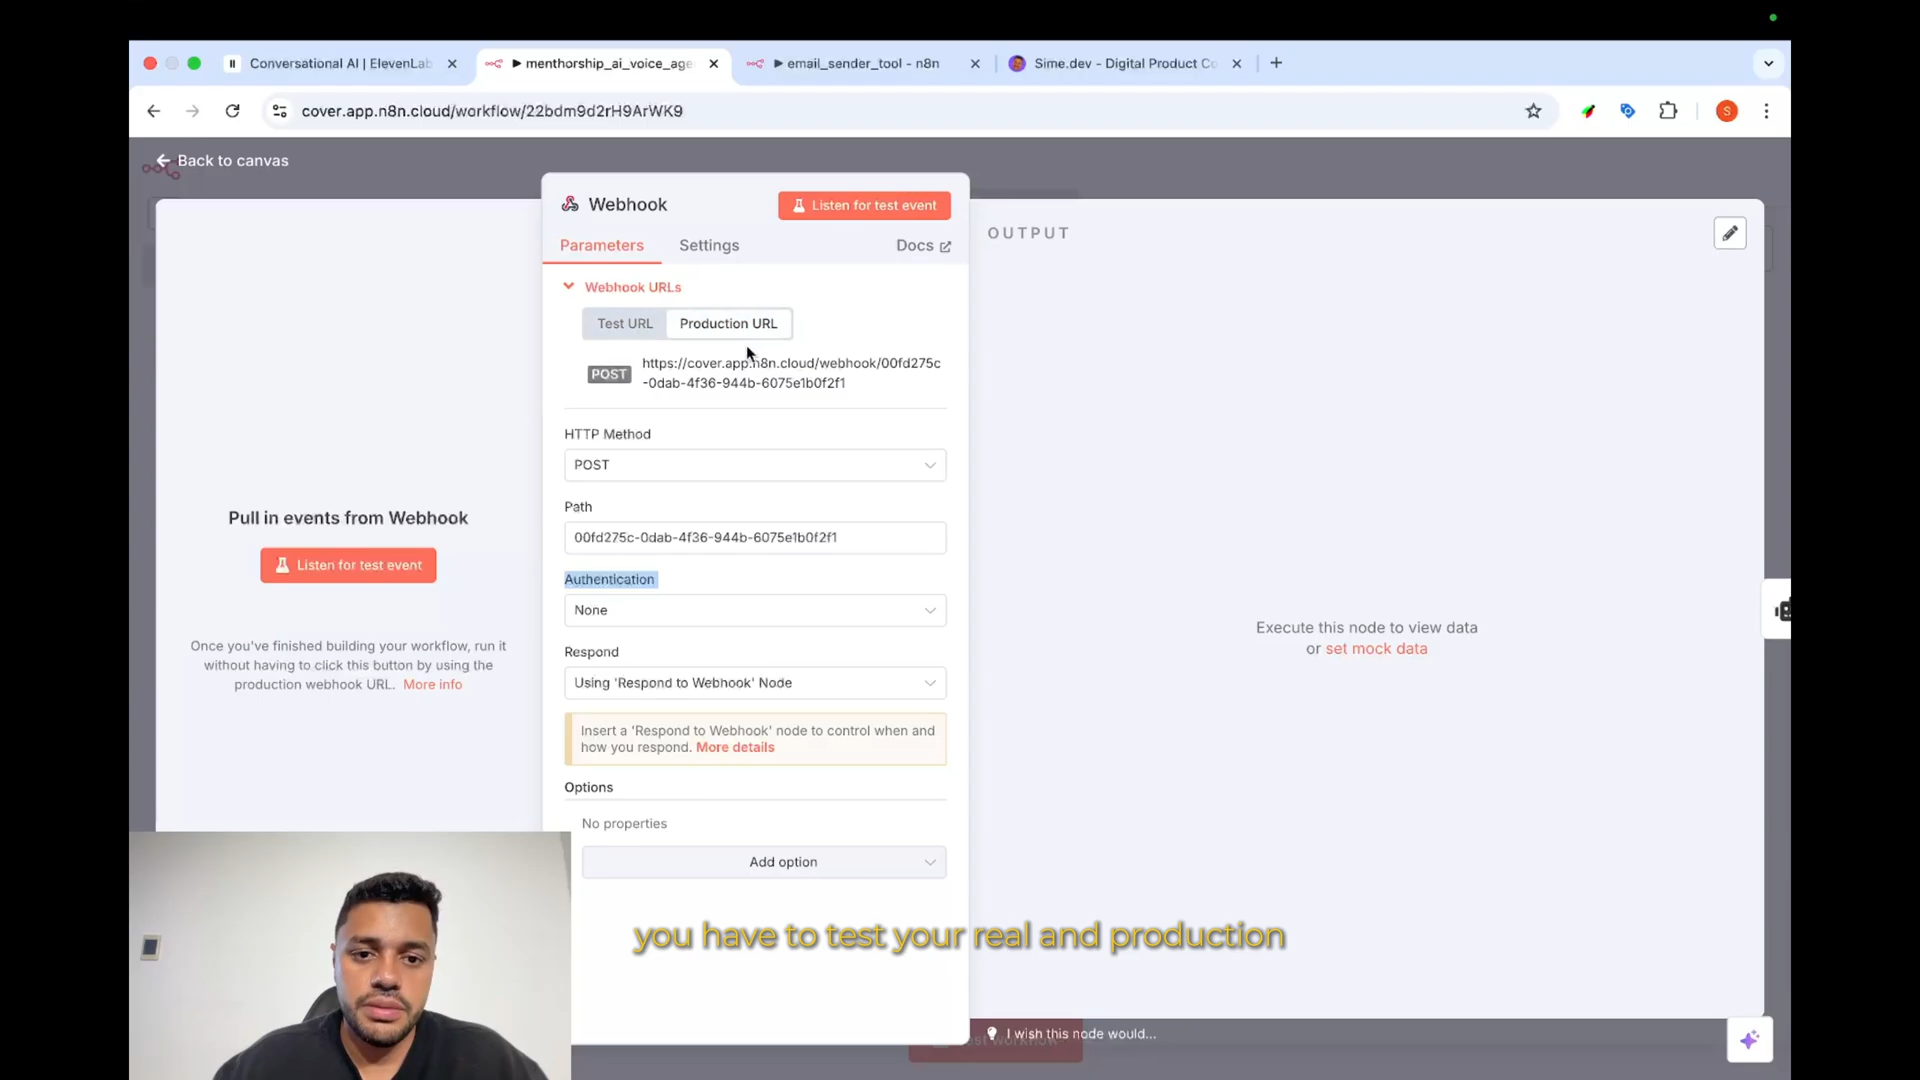 Conversational AI | ElevenLab
menthorship_ai_voice_age
email_sender_tool - n8n
Sime.dev - Digital Product Co
cover.app.n8n.cloud/workflow/22bdm9d2rH9ArWK9
S
Back to canvas
Webhook
Listen for test event
Parameters
Settings
Docs
OUTPUT
Webhook URLs
Test URL
Production URL
POST
https://cover.app.n8n.cloud/webhook/00fd275c
-0dab-4f36-944b-6075e1b0f2f1
HTTP Method
POST
Path
00fd275c-0dab-4f36-944b-6075e1b0f2f1
Authentication
None
Respond
Using 'Respond to Webhook' Node
Insert a 'Respond to Webhook' node to control when and
how you respond. More details
Options
No properties
Add option
Pull in events from Webhook
Listen for test event
Once you've finished building your workflow, run it
without having to click this button by using the
production webhook URL. More info
Execute this node to view data
or set mock data
you have to test your real and production
I wish this node would...